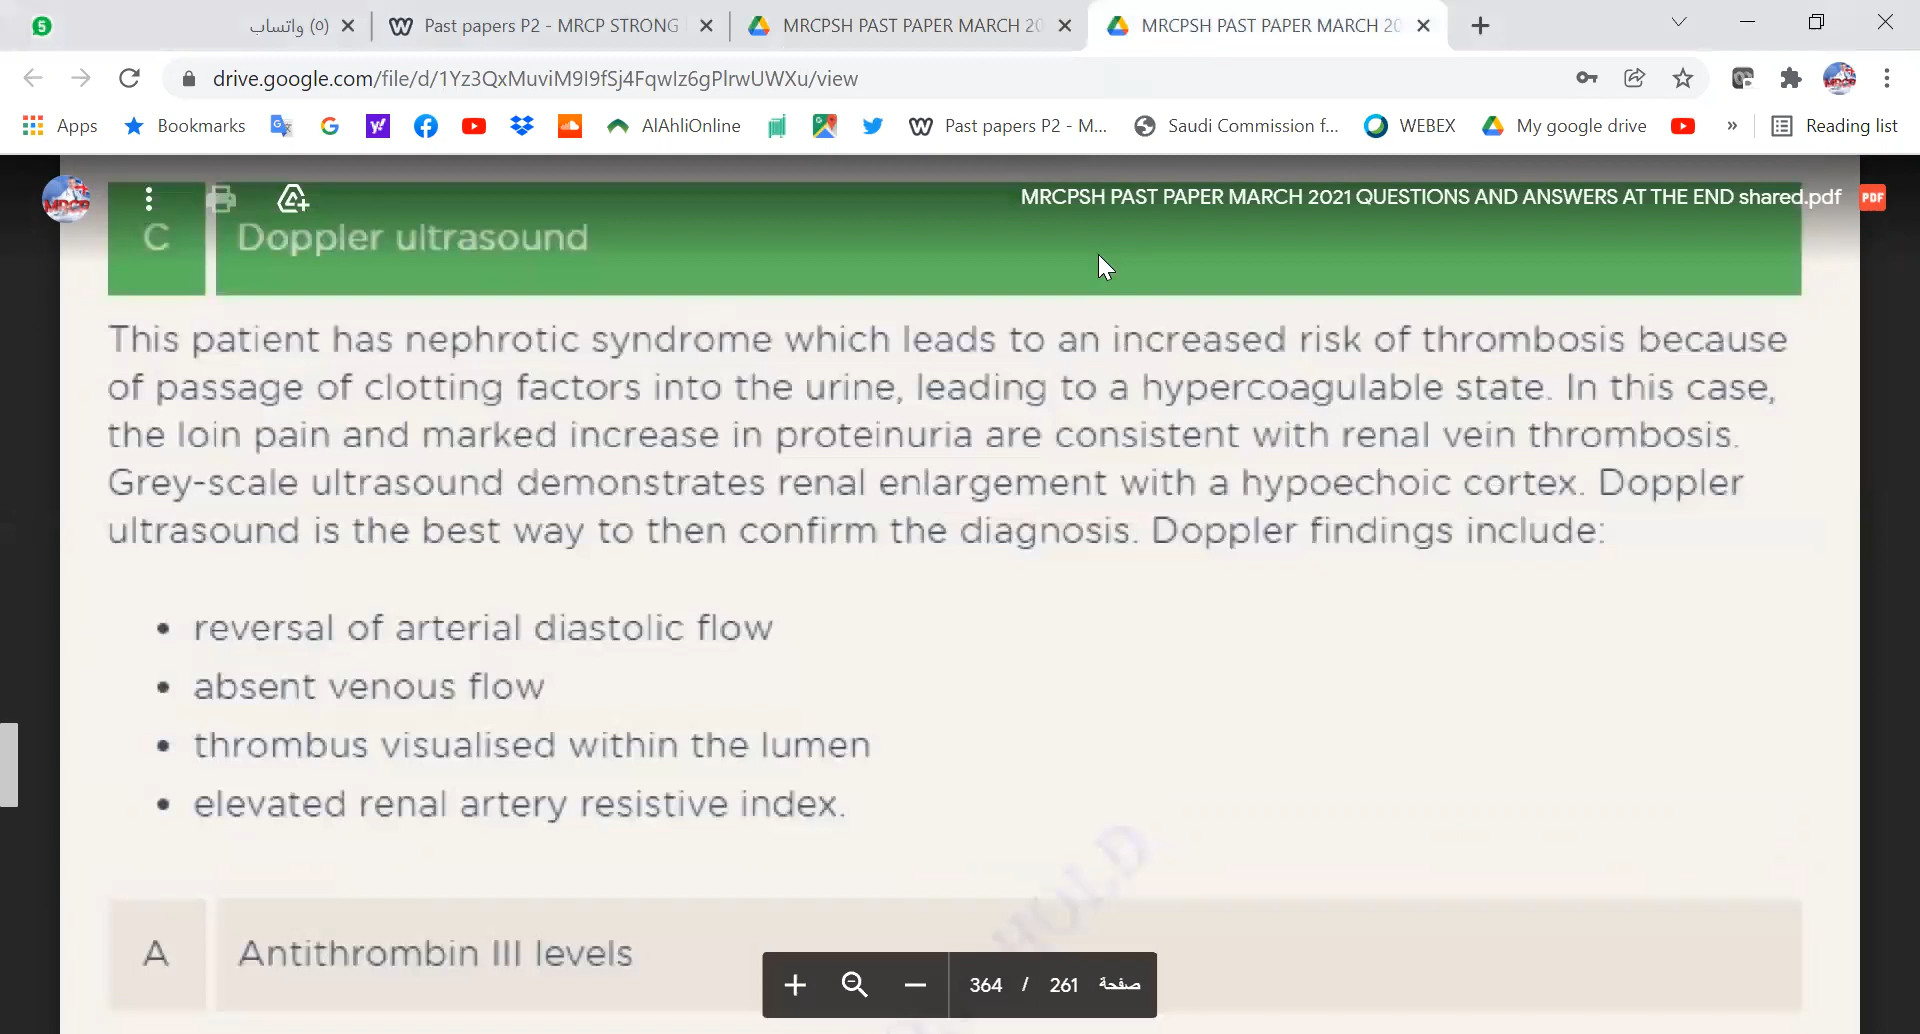 واتساب (٥)
Past papers P2 - MRCP STRONG
MRCPSH PAST PAPER MARCH 20
MRCPSH PAST PAPER MARCH 20
drive.google.com/file/d/1Yz3QxMuviM9I9fSj4FqwIz6gPlrwUWXu/view
Apps
Bookmarks
AlAhliOnline
Past papers P2 - M...
Saudi Commission f...
WEBEX
My google drive
»
Reading list
MRCP
MRCPSH PAST PAPER MARCH 2021 QUESTIONS AND ANSWERS AT THE END shared.pdf
PDF
C
Doppler ultrasound
This patient has nephrotic syndrome which leads to an increased risk of thrombosis because
of passage of clotting factors into the urine, leading to a hypercoagulable state. In this case,
the loin pain and marked increase in proteinuria are consistent with renal vein thrombosis.
Grey-scale ultrasound demonstrates renal enlargement with a hypoechoic cortex. Doppler
ultrasound is the best way to then confirm the diagnosis. Doppler findings include:
• reversal of arterial diastolic flow
• absent venous flow
• thrombus visualised within the lumen
• elevated renal artery resistive index.
A
Antithrombin III levels
صفحة 261 / 364